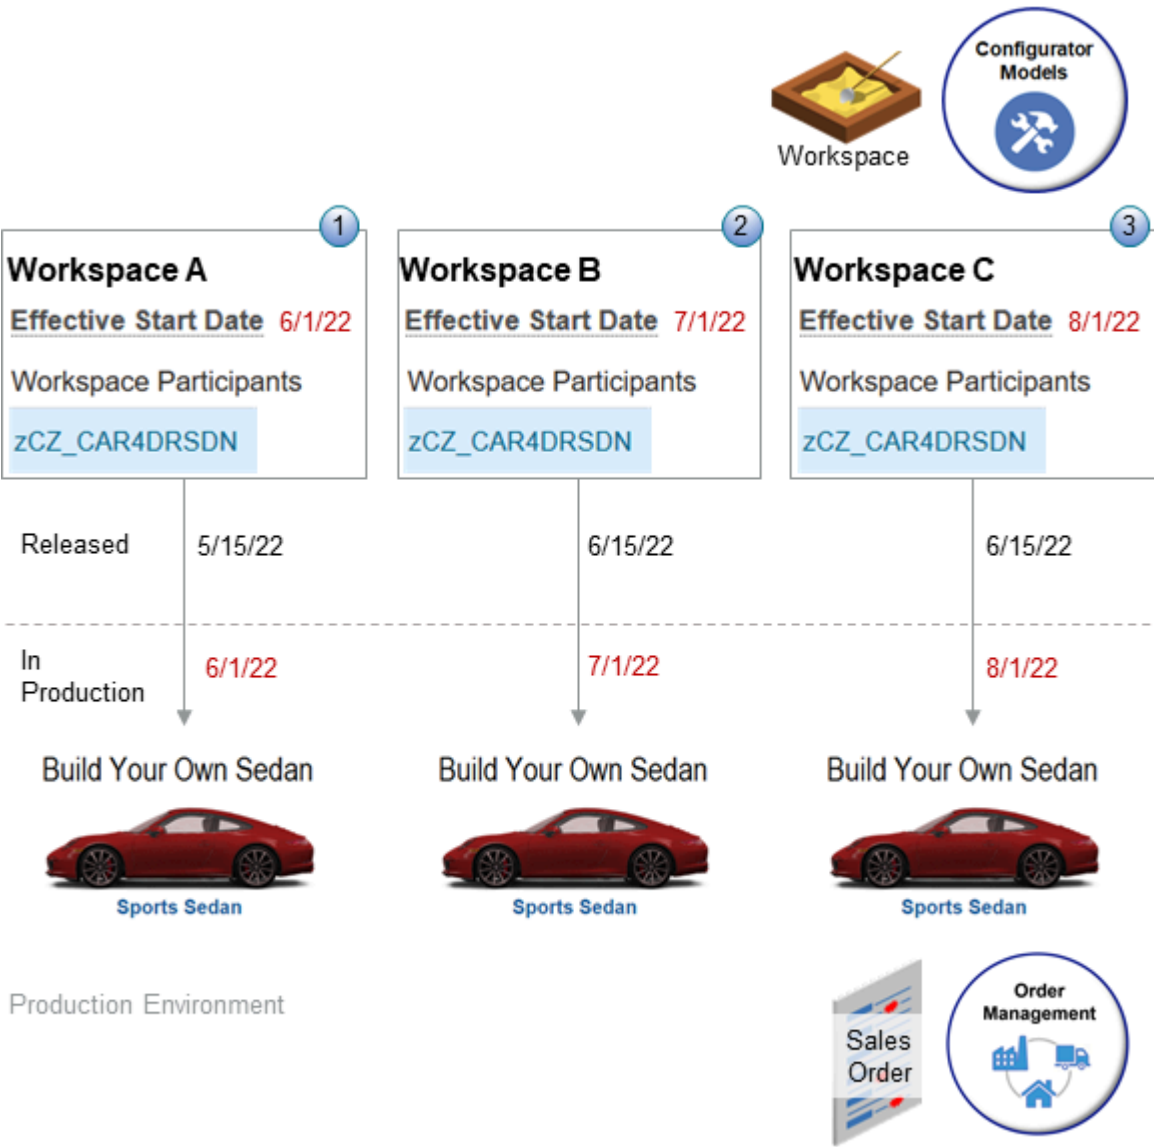 Configurator
Models
Workspace
1
2
3
Workspace A
Effective Start Date 6/1/22
Workspace Participants
zCZ_CAR4DRSDN
Workspace B
Effective Start Date 7/1/22
Workspace Participants
zCZ_CAR4DRSDN
Workspace C
Effective Start Date 8/1/22
Workspace Participants
zCZ_CAR4DRSDN
Released 5/15/22 6/15/22 6/15/22
In
Production
6/1/22 7/1/22 8/1/22
Build Your Own Sedan
Sports Sedan
Build Your Own Sedan
Sports Sedan
Build Your Own Sedan
Sports Sedan
Production Environment
Sales
Order
Order
Management